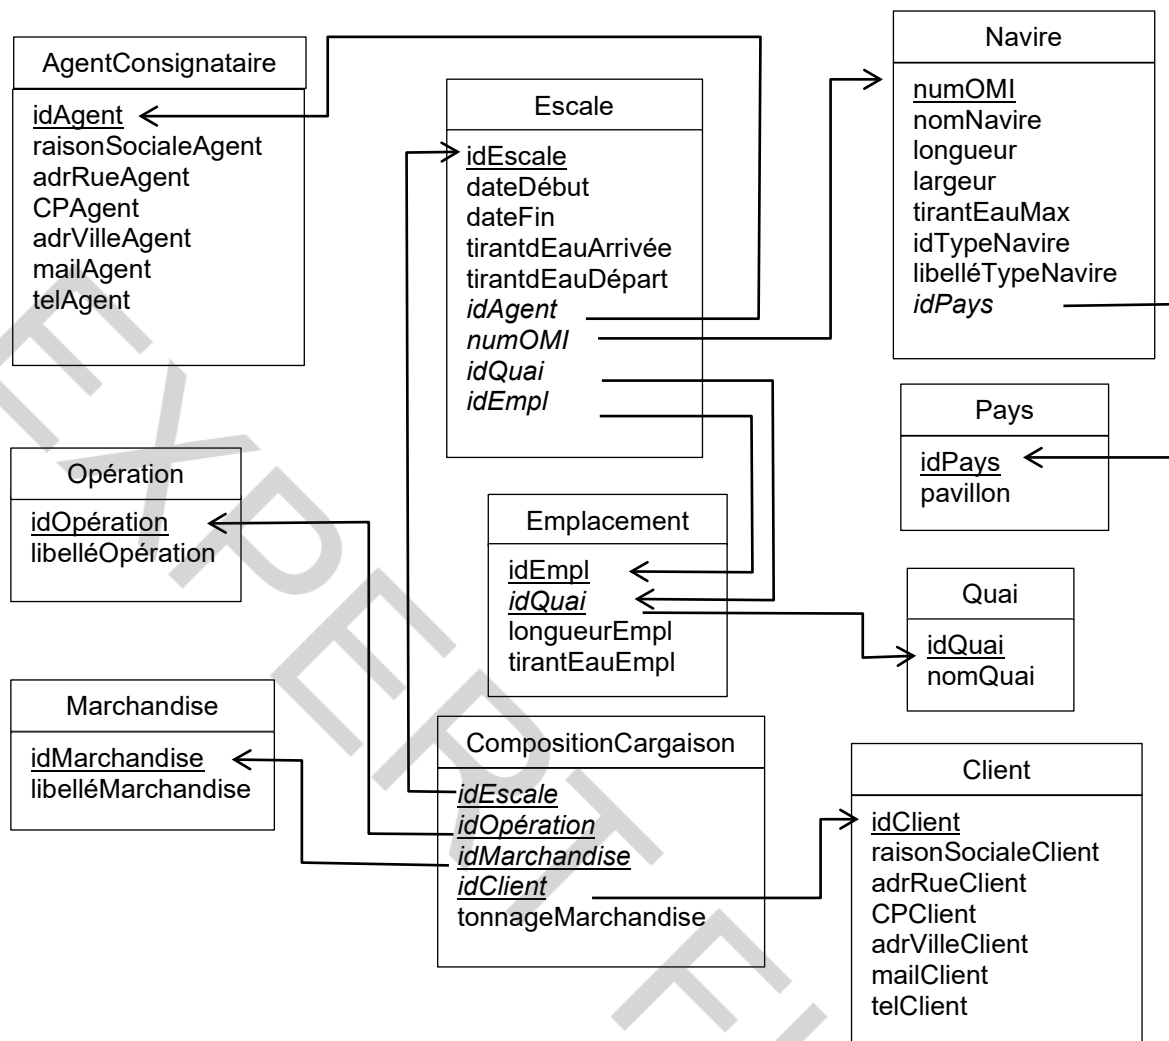 AgentConsignataire
idAgent
raisonSocialeAgent
adrRueAgent
CPAgent
adrVilleAgent
mailAgent
telAgent
Escale
idEscale
dateDébut
dateFin
tirantdEauArrivée
tirantdEauDépart
idAgent
numOMI
idQuai
idEmpl
Navire
numOMI
nomNavire
longueur
largeur
tirantEauMax
idTypeNavire
libelléTypeNavire
idPays
Pays
idPays
pavillon
Opération
idOpération
libelléOpération
Emplacement
idEmpl
idQuai
longueurEmpl
tirantEauEmpl
Quai
idQuai
nomQuai
Marchandise
idMarchandise
libelléMarchandise
CompositionCargaison
idEscale
idOpération
idMarchandise
idClient
tonnageMarchandise
Client
idClient
raisonSocialeClient
adrRueClient
CPClient
adrVilleClient
mailClient
telClient
EXPERT